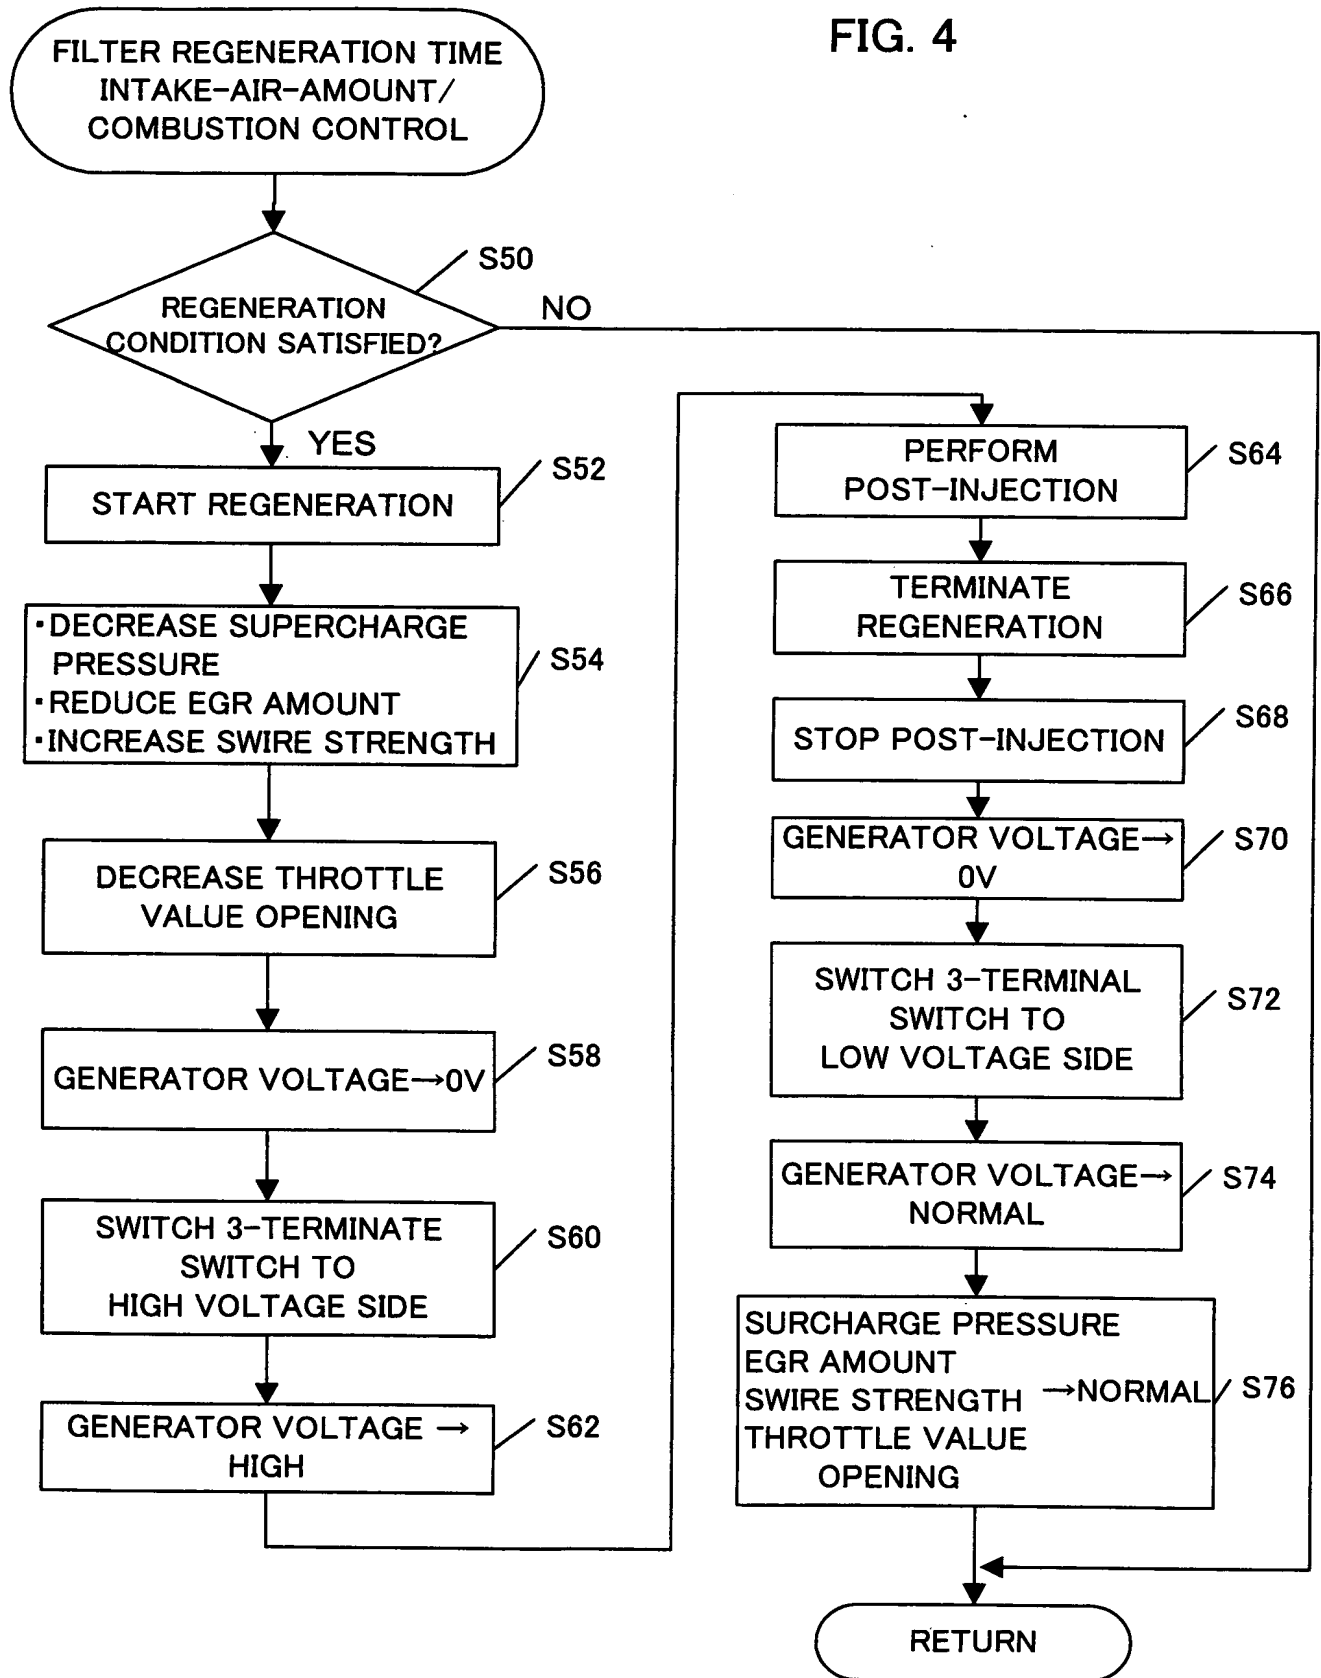 FIG. 4
FILTER REGENERATION TIME
INTAKE-AIR-AMOUNT/
COMBUSTION CONTROL
S50
REGENERATION
CONDITION SATISFIED?
NO
YES
S52
START REGENERATION
・DECREASE SUPERCHARGE
PRESSURE
・REDUCE EGR AMOUNT
・INCREASE SWIRE STRENGTH
S54
DECREASE THROTTLE
VALUE OPENING
S56
GENERATOR VOLTAGE→0V
S58
SWITCH 3-TERMINATE
SWITCH TO
HIGH VOLTAGE SIDE
S60
GENERATOR VOLTAGE →
HIGH
S62
PERFORM
POST-INJECTION
S64
TERMINATE
REGENERATION
S66
STOP POST-INJECTION
S68
GENERATOR VOLTAGE→
0V
S70
SWITCH 3-TERMINAL
SWITCH TO
LOW VOLTAGE SIDE
S72
GENERATOR VOLTAGE→
NORMAL
S74
SURCHARGE PRESSURE
EGR AMOUNT
SWIRE STRENGTH →NORMAL
THROTTLE VALUE
OPENING
S76
RETURN